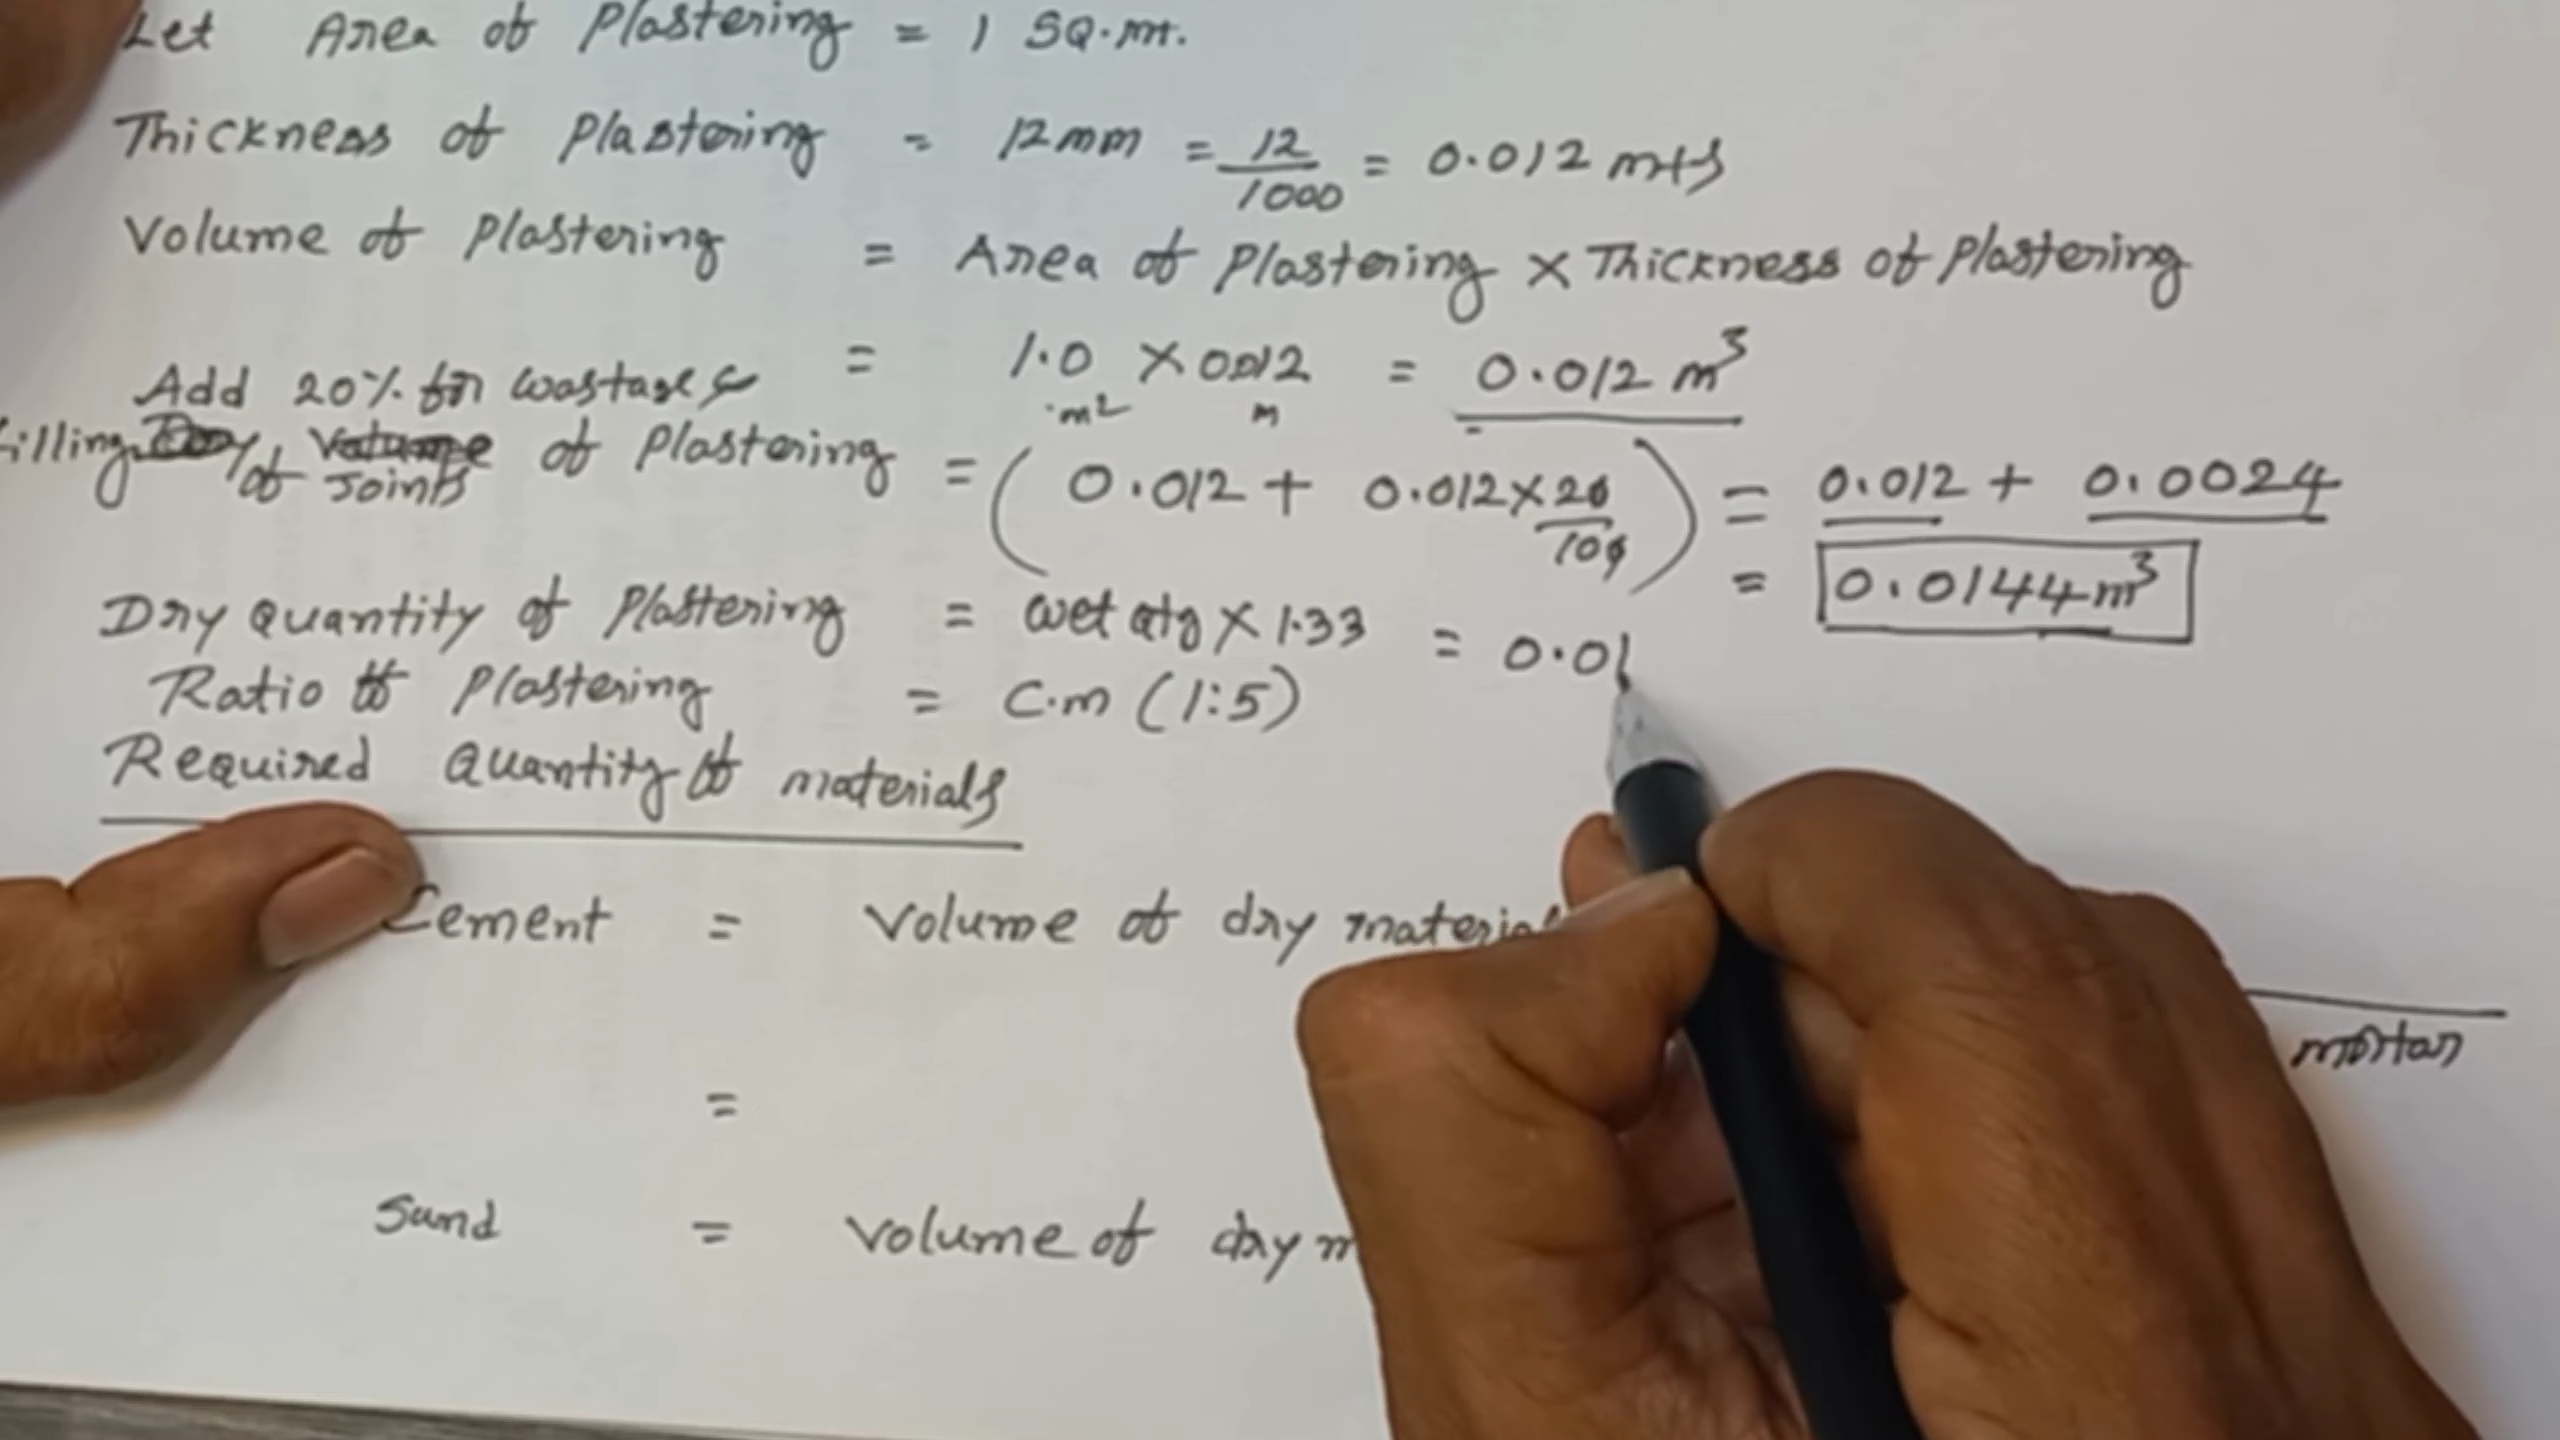 Let Area of Plastering = 1 SQ.mt.
Thickness of Plastering = 12mm = 12/1000 = 0.012 mts
Volume of Plastering = Area of Plastering × Thickness of Plastering
= 1.0 × 0.012 = 0.012 m³
m² m
Add 20% for wastage &
filling of Joints of Plastering = (0.012 + 0.012×20/100) = 0.012 + 0.0024
= 0.0144 m³
Dry Quantity of Plastering = wet qty × 1.33 = 0.01
Ratio of Plastering = C.m (1:5)
Required Quantity of materials
Cement = Volume of dry material
mortar
=
Sand = Volume of dry m